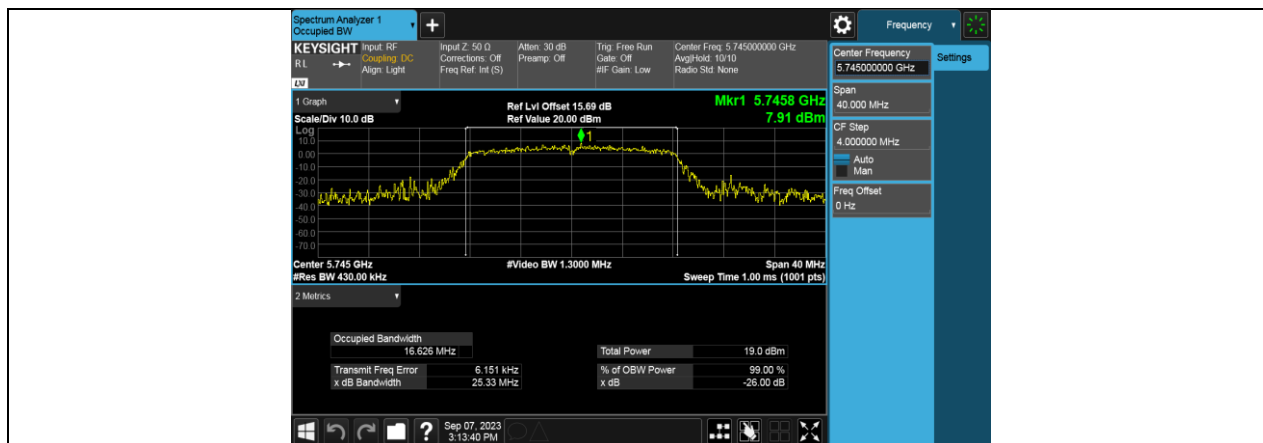 Spectrum Analyzer 1
Occupied BW
+
Frequency
KEYSIGHT
RL
LXI
Input: RF
Coupling: DC
Align: Light
Input Z: 50 Ω
Corrections: Off
Freq Ref: Int (S)
Atten: 30 dB
Preamp: Off
Trig: Free Run
Gate: Off
#IF Gain: Low
Center Freq: 5.745000000 GHz
Avg|Hold: 10/10
Radio Std: None
Center Frequency
5.745000000 GHz
Settings
Span
40.000 MHz
CF Step
4.000000 MHz
Auto
Man
Freq Offset
0 Hz
1 Graph
Scale/Div 10.0 dB
Ref Lvl Offset 15.69 dB
Ref Value 20.00 dBm
Mkr1 5.7458 GHz
7.91 dBm
Log
10.0
0.00
-10.0
-20.0
-30.0
-40.0
-50.0
-60.0
-70.0
1
Center 5.745 GHz
#Res BW 430.00 kHz
#Video BW 1.3000 MHz
Span 40 MHz
Sweep Time 1.00 ms (1001 pts)
2 Metrics
Occupied Bandwidth
16.626 MHz
Total Power 19.0 dBm
Transmit Freq Error 6.151 kHz
% of OBW Power 99.00 %
x dB Bandwidth 25.33 MHz
x dB -26.00 dB
?
Sep 07, 2023
3:13:40 PM